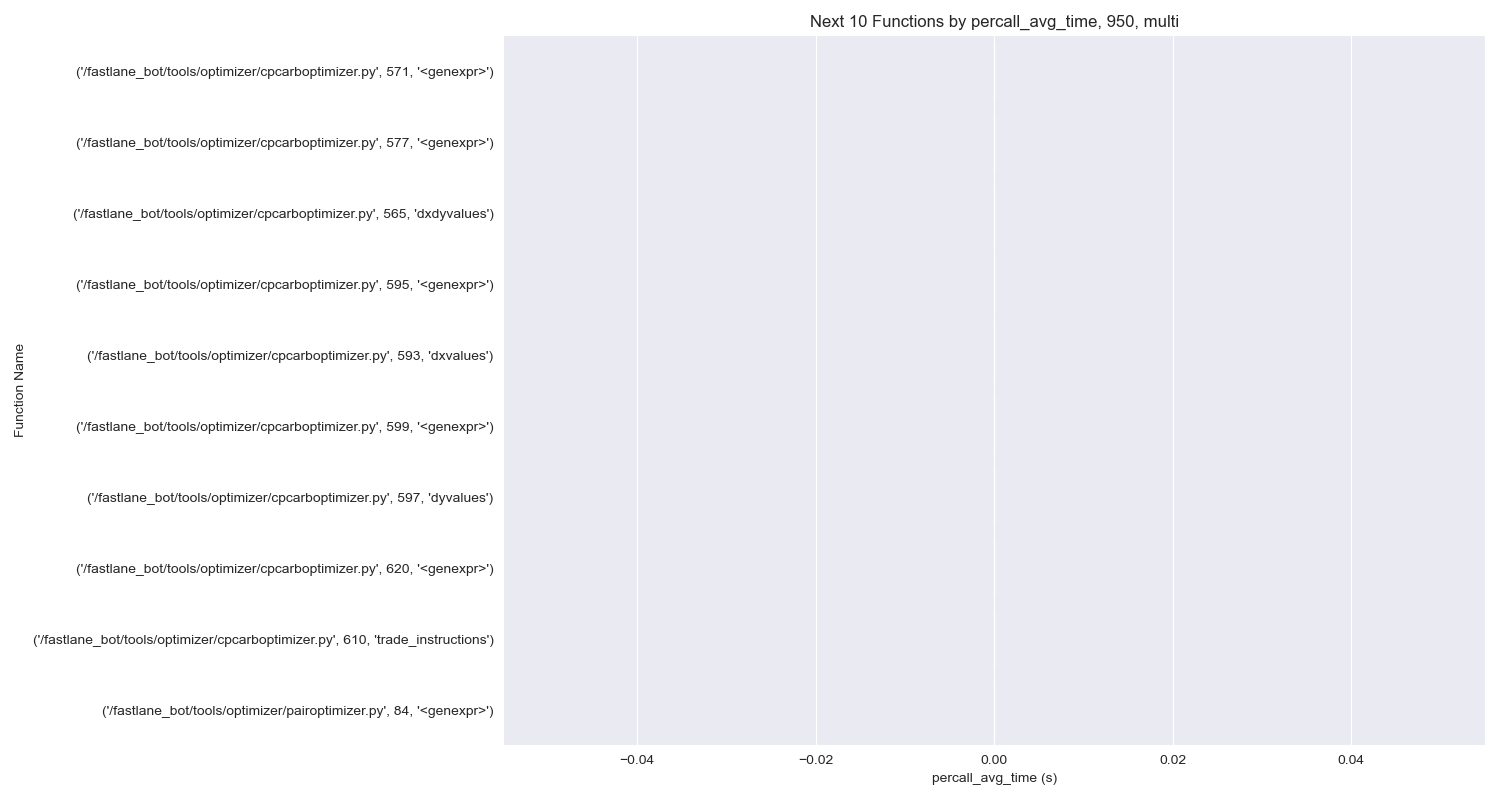 Next 10 Functions by percall_avg_time, 950, multi
('/fastlane_bot/tools/optimizer/cpcarboptimizer.py', 571, '<genexpr>')
('/fastlane_bot/tools/optimizer/cpcarboptimizer.py', 577, '<genexpr>')
('/fastlane_bot/tools/optimizer/cpcarboptimizer.py', 565, 'dxdyvalues')
('/fastlane_bot/tools/optimizer/cpcarboptimizer.py', 595, '<genexpr>')
('/fastlane_bot/tools/optimizer/cpcarboptimizer.py', 593, 'dxvalues')
('/fastlane_bot/tools/optimizer/cpcarboptimizer.py', 599, '<genexpr>')
('/fastlane_bot/tools/optimizer/cpcarboptimizer.py', 597, 'dyvalues')
('/fastlane_bot/tools/optimizer/cpcarboptimizer.py', 620, '<genexpr>')
('/fastlane_bot/tools/optimizer/cpcarboptimizer.py', 610, 'trade_instructions')
('/fastlane_bot/tools/optimizer/pairoptimizer.py', 84, '<genexpr>')
Function Name
−0.04 −0.02 0.00 0.02 0.04
percall_avg_time (s)